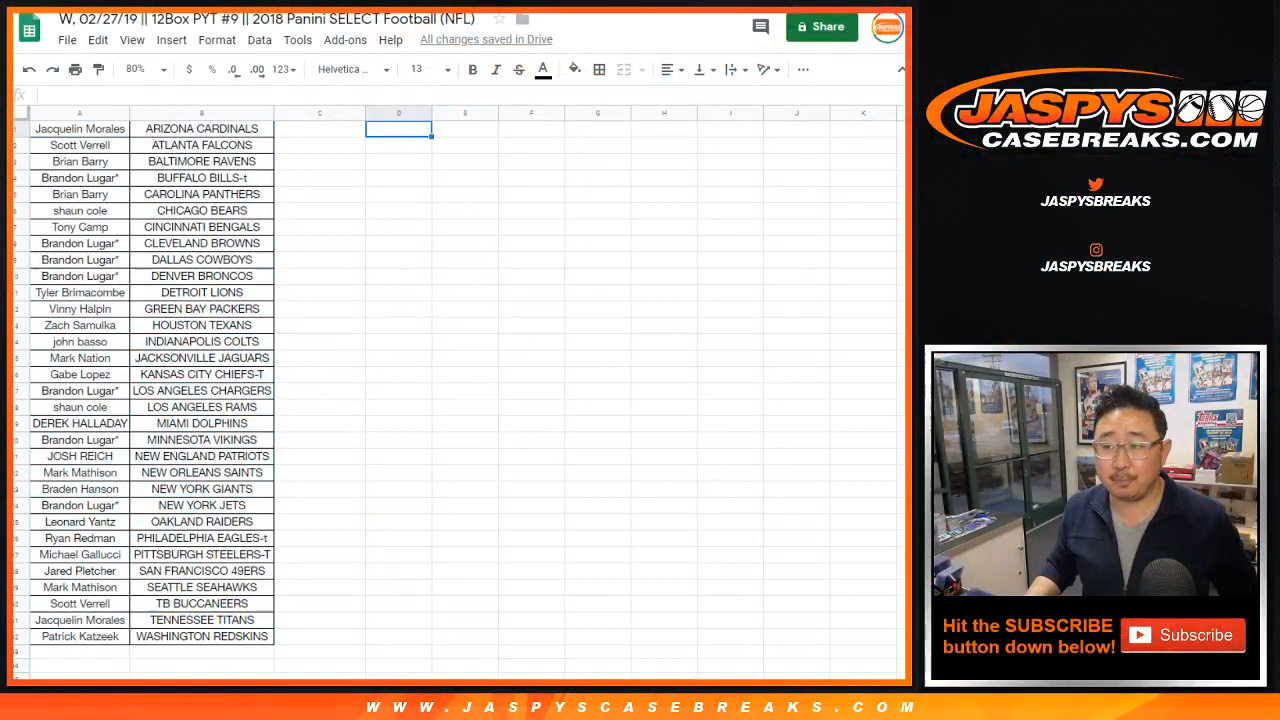 W, 02/27/19 || 12Box PYT #9 || 2018 Panini SELECT Football (NFL)
File Edit View Insert Format Data Tools Add-ons Help All changes saved in Drive
Share
80% $ % .0 .00 123 Helvetica ... 13 B I S A
fx
A B C D E F G H I J K
Jacquelin Morales ARIZONA CARDINALS
Scott Verrell ATLANTA FALCONS
Brian Barry BALTIMORE RAVENS
Brandon Lugar* BUFFALO BILLS-t
Brian Barry CAROLINA PANTHERS
shaun cole CHICAGO BEARS
Tony Camp CINCINNATI BENGALS
Brandon Lugar* CLEVELAND BROWNS
Brandon Lugar* DALLAS COWBOYS
Brandon Lugar* DENVER BRONCOS
Tyler Brimacombe DETROIT LIONS
Vinny Halpin GREEN BAY PACKERS
Zach Samulka HOUSTON TEXANS
john basso INDIANAPOLIS COLTS
Mark Nation JACKSONVILLE JAGUARS
Gabe Lopez KANSAS CITY CHIEFS-T
Brandon Lugar* LOS ANGELES CHARGERS
shaun cole LOS ANGELES RAMS
DEREK HALLADAY MIAMI DOLPHINS
Brandon Lugar* MINNESOTA VIKINGS
JOSH REICH NEW ENGLAND PATRIOTS
Mark Mathison NEW ORLEANS SAINTS
Braden Hanson NEW YORK GIANTS
Brandon Lugar* NEW YORK JETS
Leonard Yantz OAKLAND RAIDERS
Ryan Redman PHILADELPHIA EAGLES-t
Michael Gallucci PITTSBURGH STEELERS-T
Jared Pletcher SAN FRANCISCO 49ERS
Mark Mathison SEATTLE SEAHAWKS
Scott Verrell TB BUCCANEERS
Jacquelin Morales TENNESSEE TITANS
Patrick Katzeek WASHINGTON REDSKINS
JASPYS
CASEBREAKS.COM
JASPYSBREAKS
JASPYSBREAKS
Hit the SUBSCRIBE
button down below!
Subscribe
WWW.JASPYSCASEBREAKS.COM